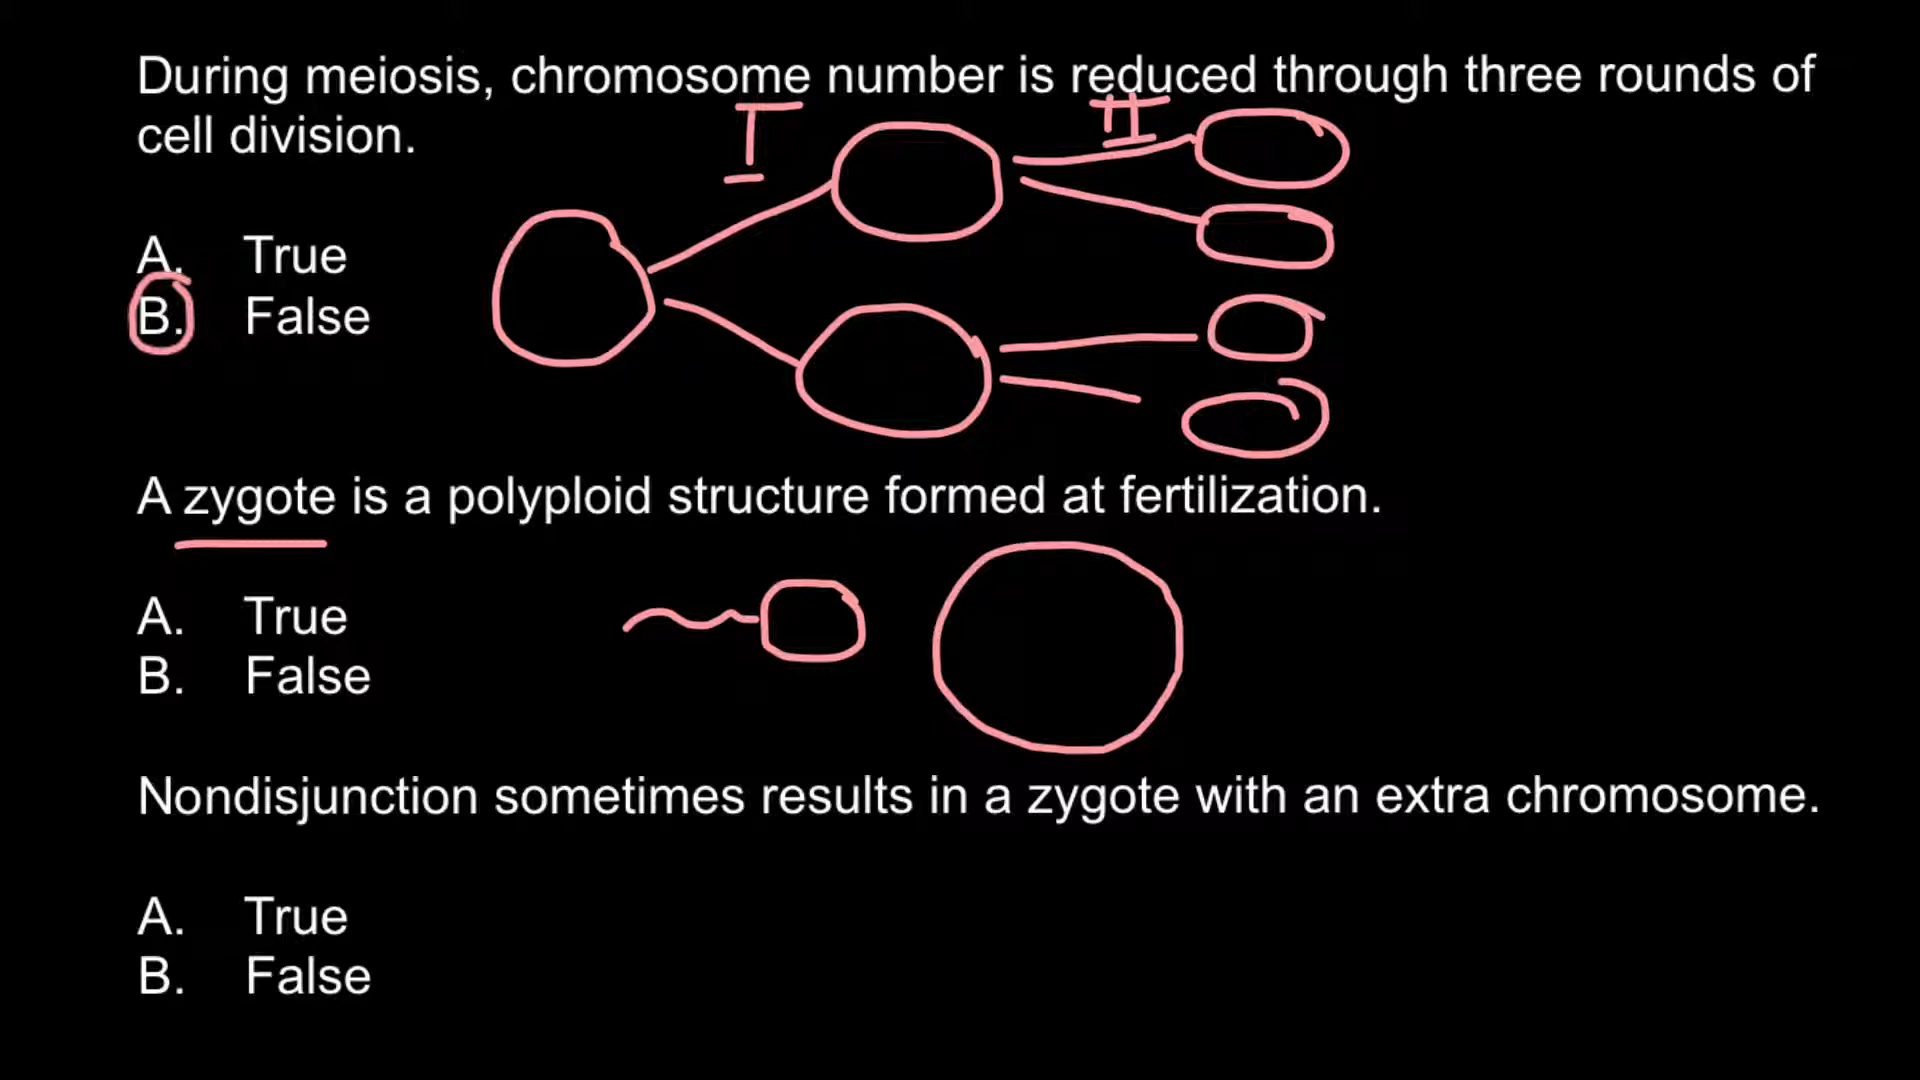 During meiosis, chromosome number is reduced through three rounds of
cell division.
I
II
A. True
B. False
A zygote is a polyploid structure formed at fertilization.
A. True
B. False
Nondisjunction sometimes results in a zygote with an extra chromosome.
A. True
B. False